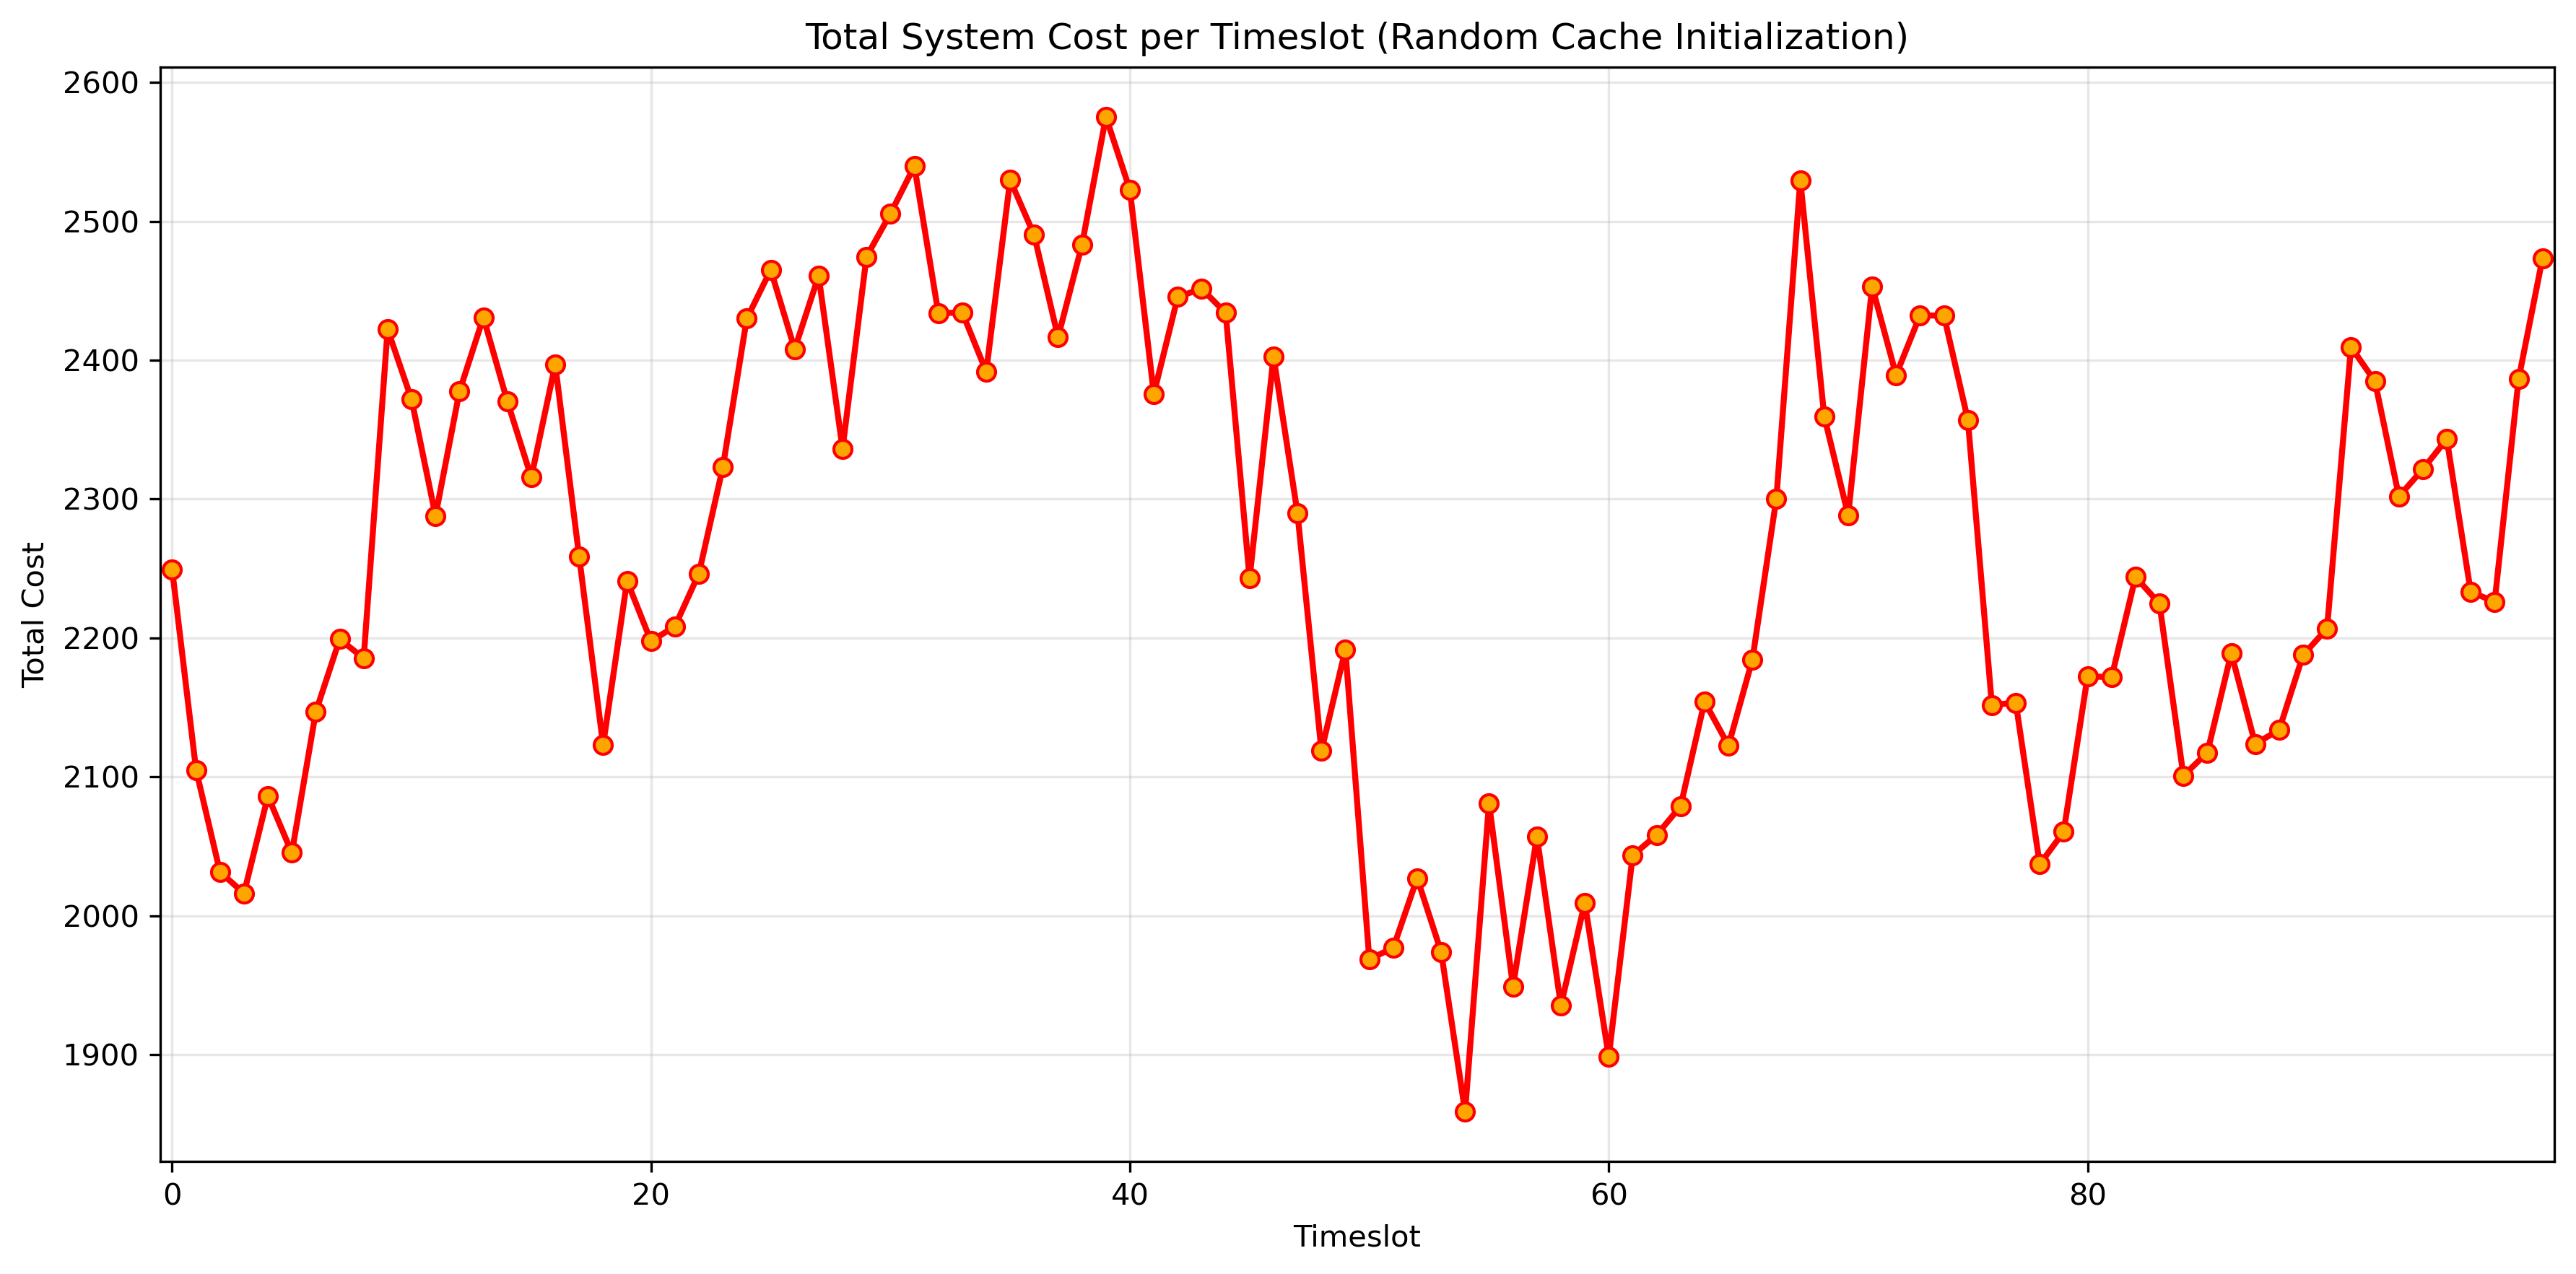 Total System Cost per Timeslot (Random Cache Initialization)
2600
2500
2400
2300
2200
2100
2000
1900
Total Cost
0 20 40 60 80
Timeslot